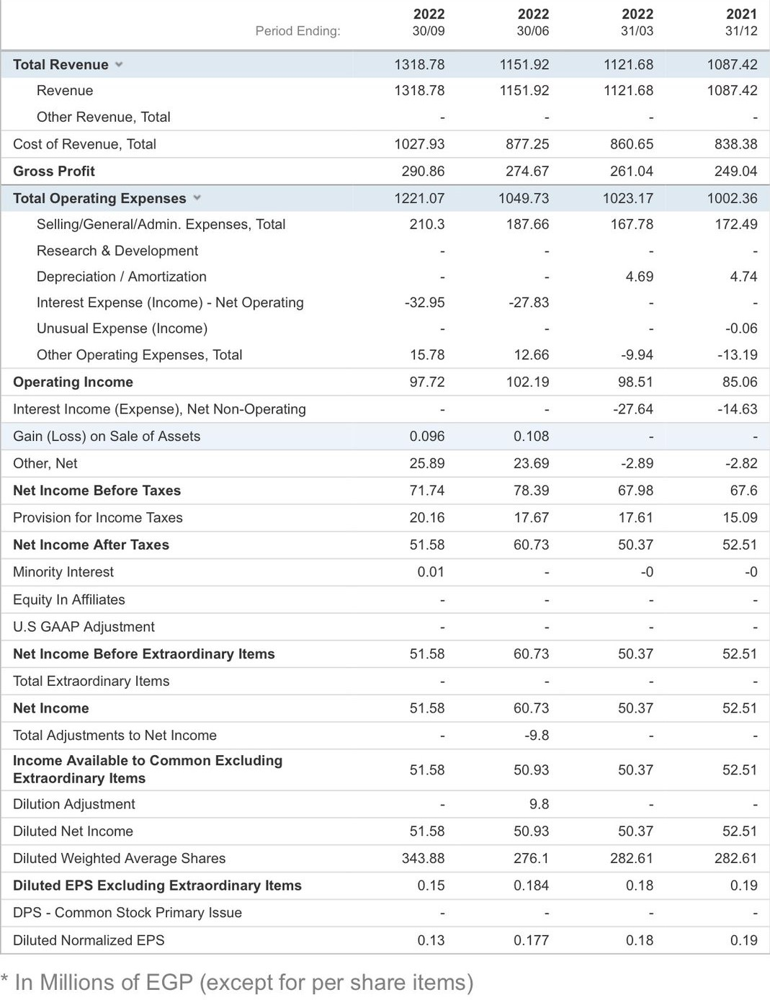 2022 2022 2022 2021
Period Ending: 30/09 30/06 31/03 31/12
Total Revenue 1318.78 1151.92 1121.68 1087.42
Revenue 1318.78 1151.92 1121.68 1087.42
Other Revenue, Total - - - -
Cost of Revenue, Total 1027.93 877.25 860.65 838.38
Gross Profit 290.86 274.67 261.04 249.04
Total Operating Expenses 1221.07 1049.73 1023.17 1002.36
Selling/General/Admin. Expenses, Total 210.3 187.66 167.78 172.49
Research & Development - - - -
Depreciation / Amortization - - 4.69 4.74
Interest Expense (Income) - Net Operating -32.95 -27.83 - -
Unusual Expense (Income) - - - -0.06
Other Operating Expenses, Total 15.78 12.66 -9.94 -13.19
Operating Income 97.72 102.19 98.51 85.06
Interest Income (Expense), Net Non-Operating - - -27.64 -14.63
Gain (Loss) on Sale of Assets 0.096 0.108 - -
Other, Net 25.89 23.69 -2.89 -2.82
Net Income Before Taxes 71.74 78.39 67.98 67.6
Provision for Income Taxes 20.16 17.67 17.61 15.09
Net Income After Taxes 51.58 60.73 50.37 52.51
Minority Interest 0.01 - -0 -0
Equity In Affiliates - - - -
U.S GAAP Adjustment - - - -
Net Income Before Extraordinary Items 51.58 60.73 50.37 52.51
Total Extraordinary Items - - - -
Net Income 51.58 60.73 50.37 52.51
Total Adjustments to Net Income - -9.8 - -
Income Available to Common Excluding
Extraordinary Items 51.58 50.93 50.37 52.51
Dilution Adjustment - 9.8 - -
Diluted Net Income 51.58 50.93 50.37 52.51
Diluted Weighted Average Shares 343.88 276.1 282.61 282.61
Diluted EPS Excluding Extraordinary Items 0.15 0.184 0.18 0.19
DPS - Common Stock Primary Issue - - - -
Diluted Normalized EPS 0.13 0.177 0.18 0.19
* In Millions of EGP (except for per share items)